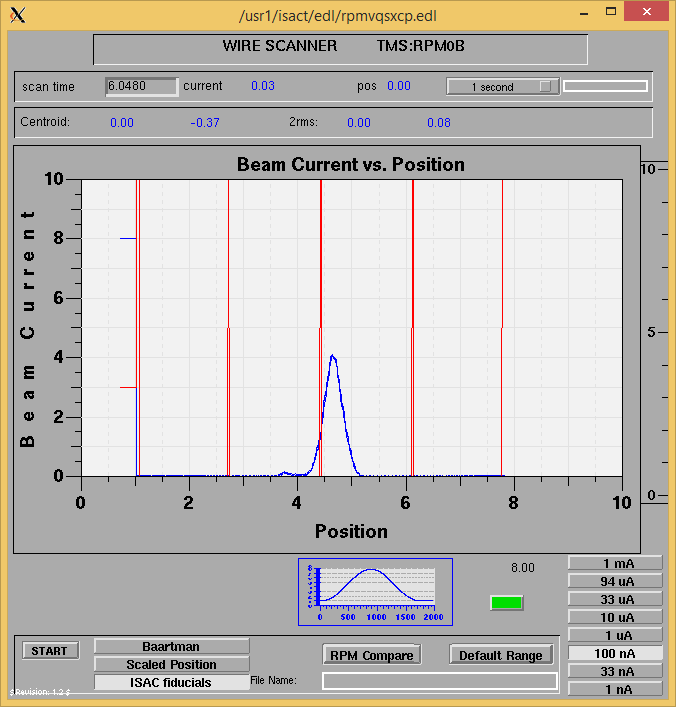 /usr1/isact/edl/rpmvqsxcp.edl
WIRE SCANNER TMS:RPM0B
scan time 6.0480 current 0.03 pos 0.00 1 second
Centroid: 0.00 -0.37 2rms: 0.00 0.08
Beam Current vs. Position
10
8
6
4
2
0
Beam Current
0 2 4 6 8 10
Position
10
5
0
8
0 500 1000 1500 2000
8.00
1 mA
94 uA
33 uA
10 uA
1 uA
100 nA
33 nA
1 nA
START
Baartman
Scaled Position
ISAC fiducials
RPM Compare
Default Range
File Name:
$Revision: 1.2 $